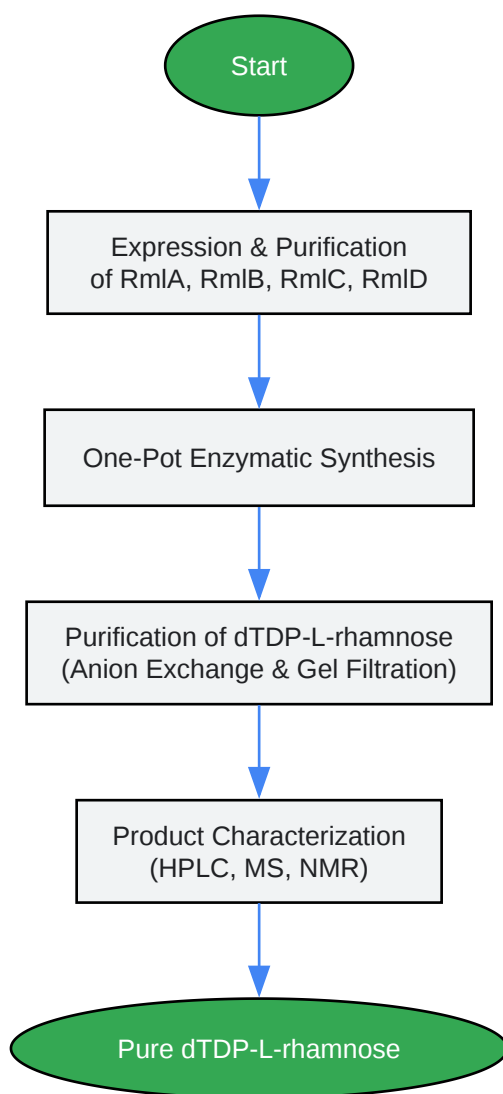 Start
Expression & Purification
of RmlA, RmlB, RmlC, RmlD
One-Pot Enzymatic Synthesis
Purification of dTDP-L-rhamnose
(Anion Exchange & Gel Filtration)
Product Characterization
(HPLC, MS, NMR)
Pure dTDP-L-rhamnose